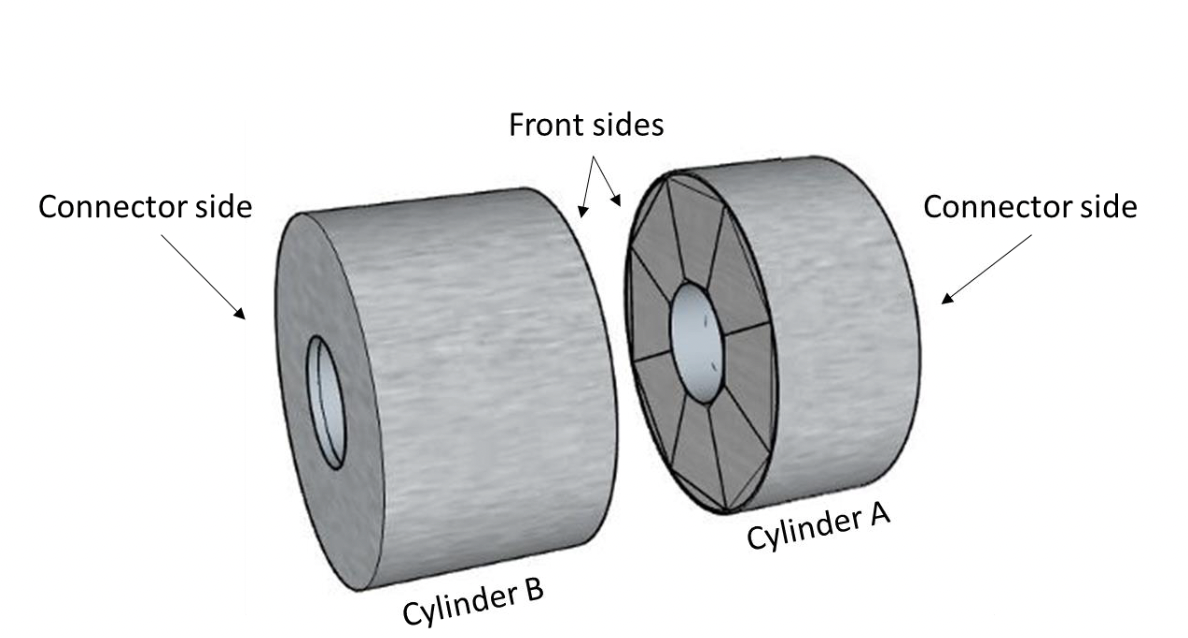 Front sides
Connector side
Connector side
Cylinder A
Cylinder B